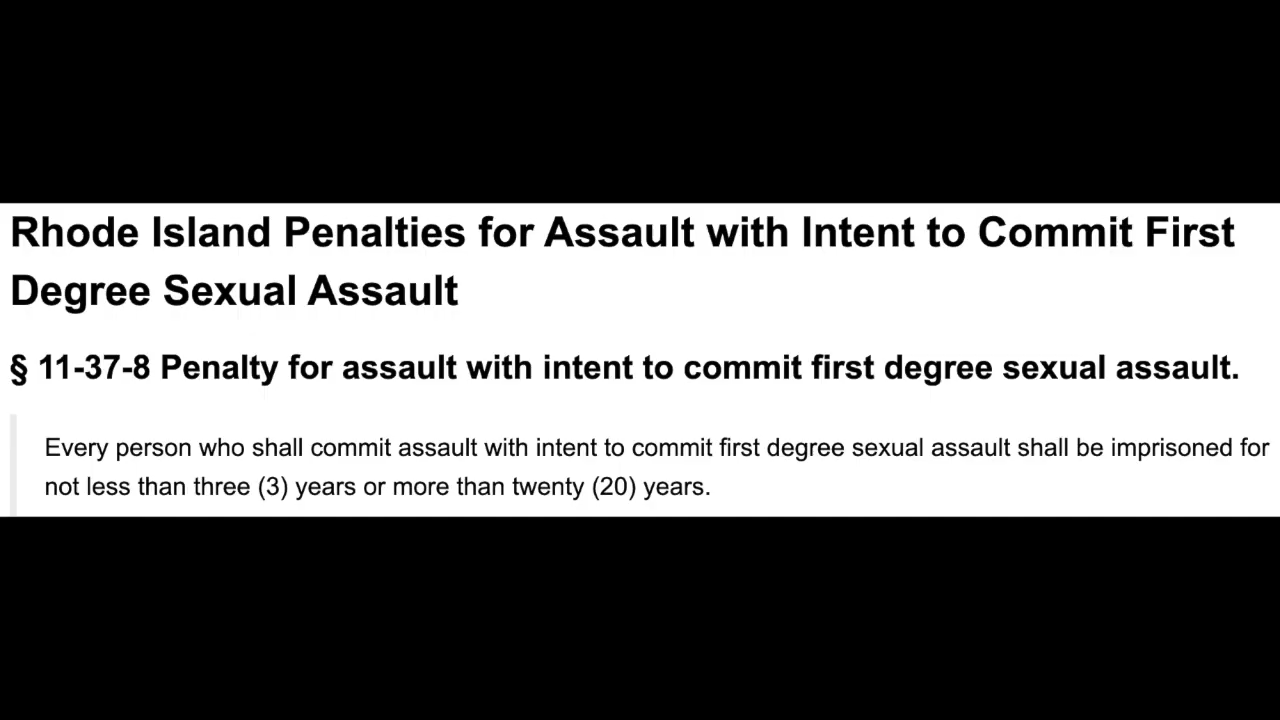 Rhode Island Penalties for Assault with Intent to Commit First
Degree Sexual Assault
§ 11-37-8 Penalty for assault with intent to commit first degree sexual assault.
Every person who shall commit assault with intent to commit first degree sexual assault shall be imprisoned for
not less than three (3) years or more than twenty (20) years.